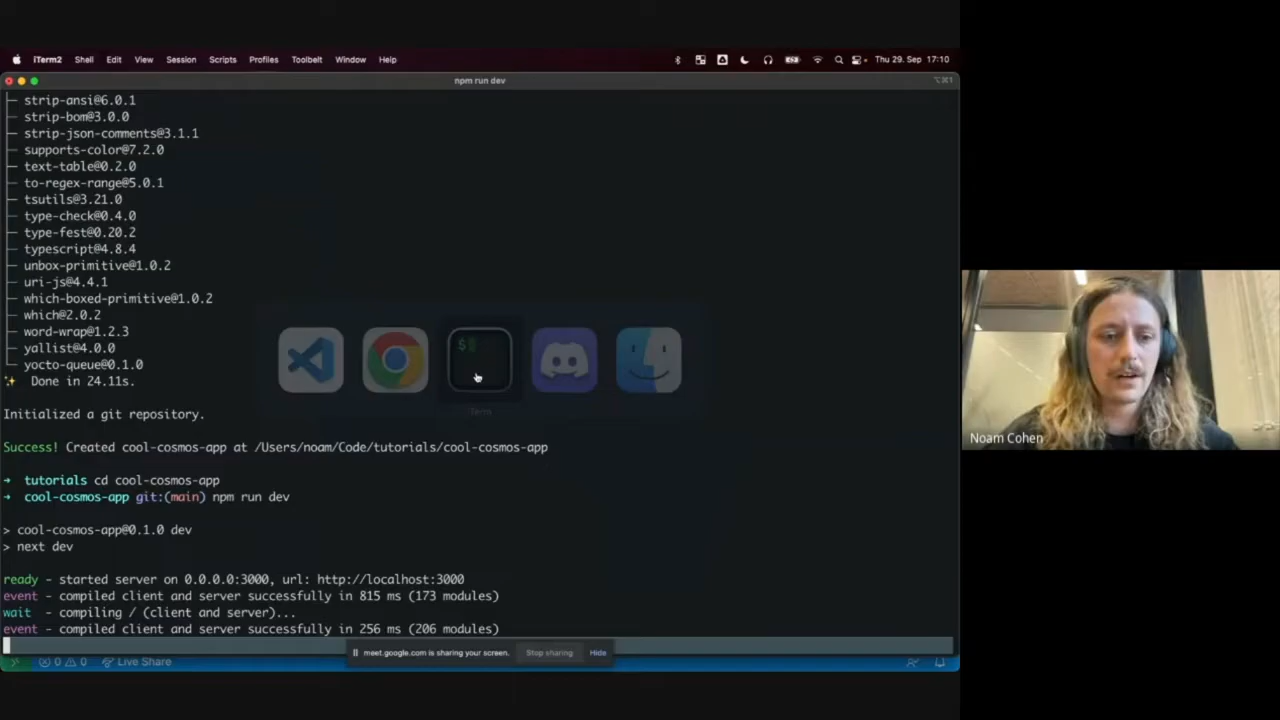 iTerm2 Shell Edit View Session Scripts Profiles Toolbelt Window Help Thu 29. Sep 17:10
npm run dev
⌥⌘1
├─ strip-ansi@6.0.1
├─ strip-bom@3.0.0
├─ strip-json-comments@3.1.1
├─ supports-color@7.2.0
├─ text-table@0.2.0
├─ to-regex-range@5.0.1
├─ tsutils@3.21.0
├─ type-check@0.4.0
├─ type-fest@0.20.2
├─ typescript@4.8.4
├─ unbox-primitive@1.0.2
├─ uri-js@4.4.1
├─ which-boxed-primitive@1.0.2
├─ which@2.0.2
├─ word-wrap@1.2.3
├─ yallist@4.0.0
└─ yocto-queue@0.1.0
✨ Done in 24.11s.
$
iTerm
Initialized a git repository.
Success! Created cool-cosmos-app at /Users/noam/Code/tutorials/cool-cosmos-app
→ tutorials cd cool-cosmos-app
→ cool-cosmos-app git:(main) npm run dev
> cool-cosmos-app@0.1.0 dev
> next dev
ready - started server on 0.0.0.0:3000, url: http://localhost:3000
event - compiled client and server successfully in 815 ms (173 modules)
wait - compiling / (client and server)...
event - compiled client and server successfully in 256 ms (206 modules)
meet.google.com is sharing your screen. Stop sharing Hide
0 0 Live Share
Noam Cohen